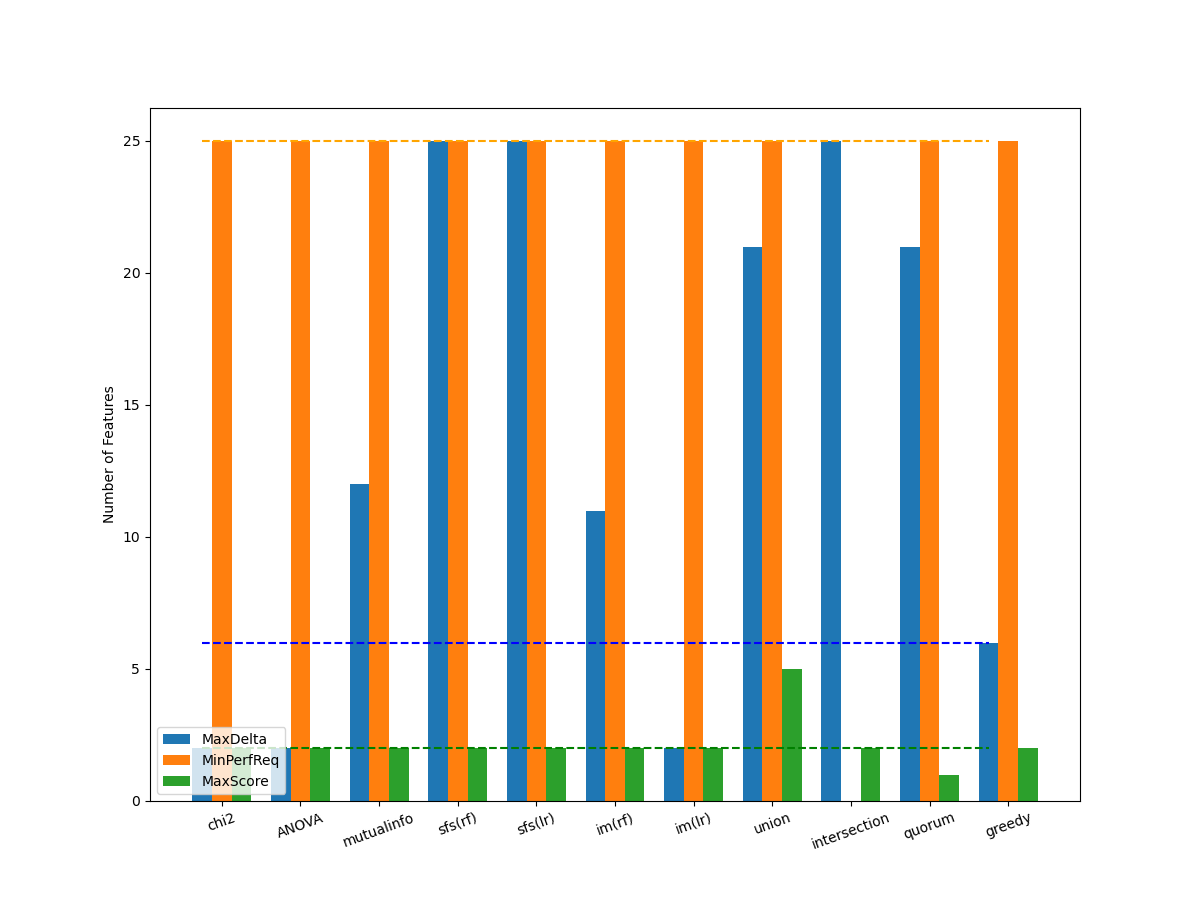 25
20
15
10
5
0
Number of Features
MaxDelta
MinPerfReq
MaxScore
chi2
ANOVA
mutualinfo
sfs(rf)
sfs(lr)
im(rf)
im(lr)
union
intersection
quorum
greedy